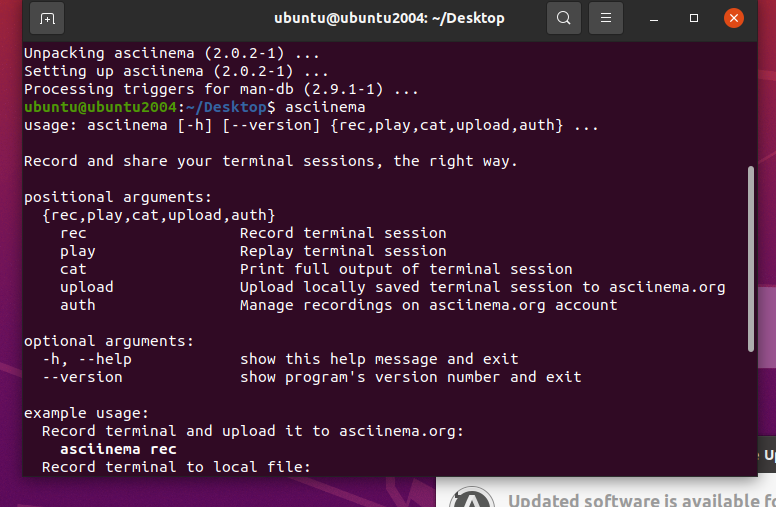 ubuntu@ubuntu2004: ~/Desktop
Unpacking asciinema (2.0.2-1) ...
Setting up asciinema (2.0.2-1) ...
Processing triggers for man-db (2.9.1-1) ...
ubuntu@ubuntu2004:~/Desktop$ asciinema
usage: asciinema [-h] [--version] {rec,play,cat,upload,auth} ...

Record and share your terminal sessions, the right way.

positional arguments:
  {rec,play,cat,upload,auth}
    rec                 Record terminal session
    play                Replay terminal session
    cat                 Print full output of terminal session
    upload              Upload locally saved terminal session to asciinema.org
    auth                Manage recordings on asciinema.org account

optional arguments:
  -h, --help            show this help message and exit
  --version             show program's version number and exit

example usage:
  Record terminal and upload it to asciinema.org:
    asciinema rec
  Record terminal to local file:
Updated software is available